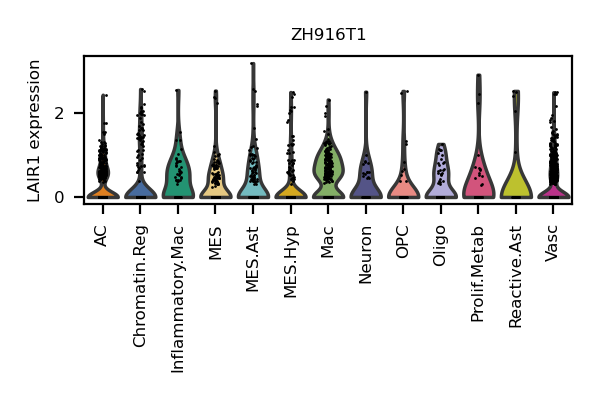 ZH916T1
LAIR1 expression
2
0
AC
Chromatin.Reg
Inflammatory.Mac
MES
MES.Ast
MES.Hyp
Mac
Neuron
OPC
Oligo
Prolif.Metab
Reactive.Ast
Vasc